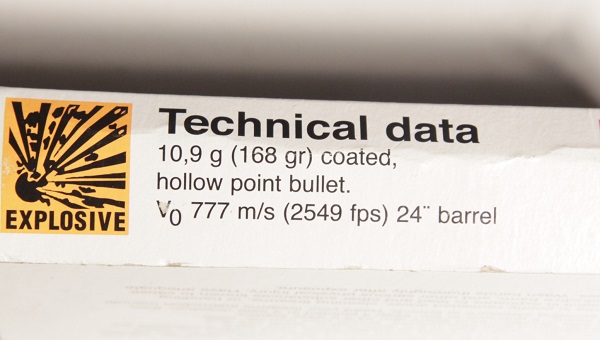 Technical data
10,9 g (168 gr) coated,
hollow point bullet.
V0 777 m/s (2549 fps) 24¨ barrel
EXPLOSIVE